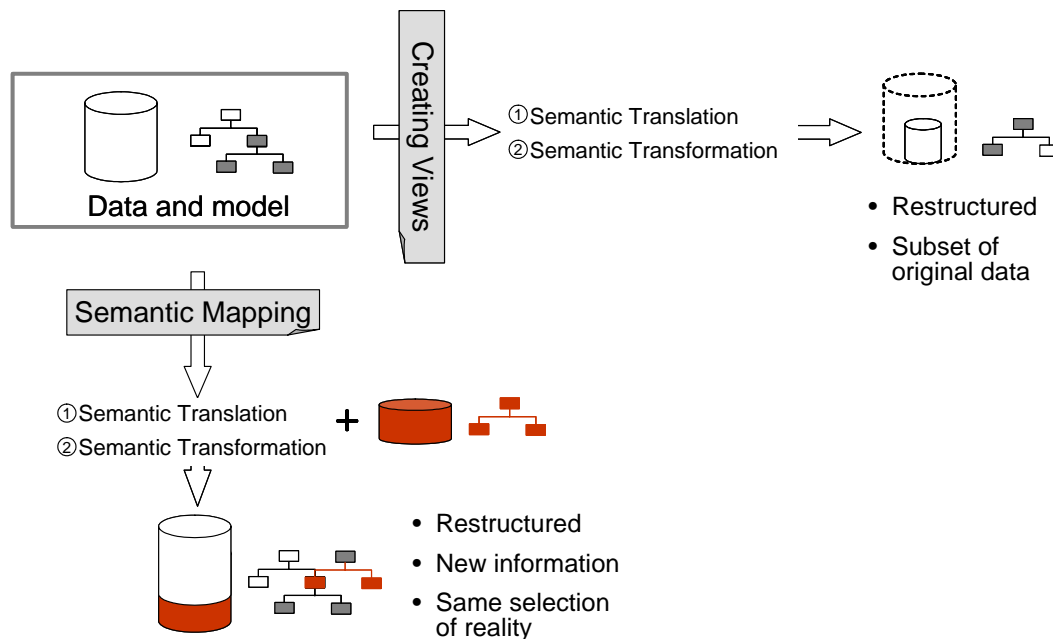 Creating Views
Data and model
①Semantic Translation
②Semantic Transformation
• Restructured
• Subset of
original data
Semantic Mapping
①Semantic Translation
②Semantic Transformation
+
• Restructured
• New information
• Same selection
of reality